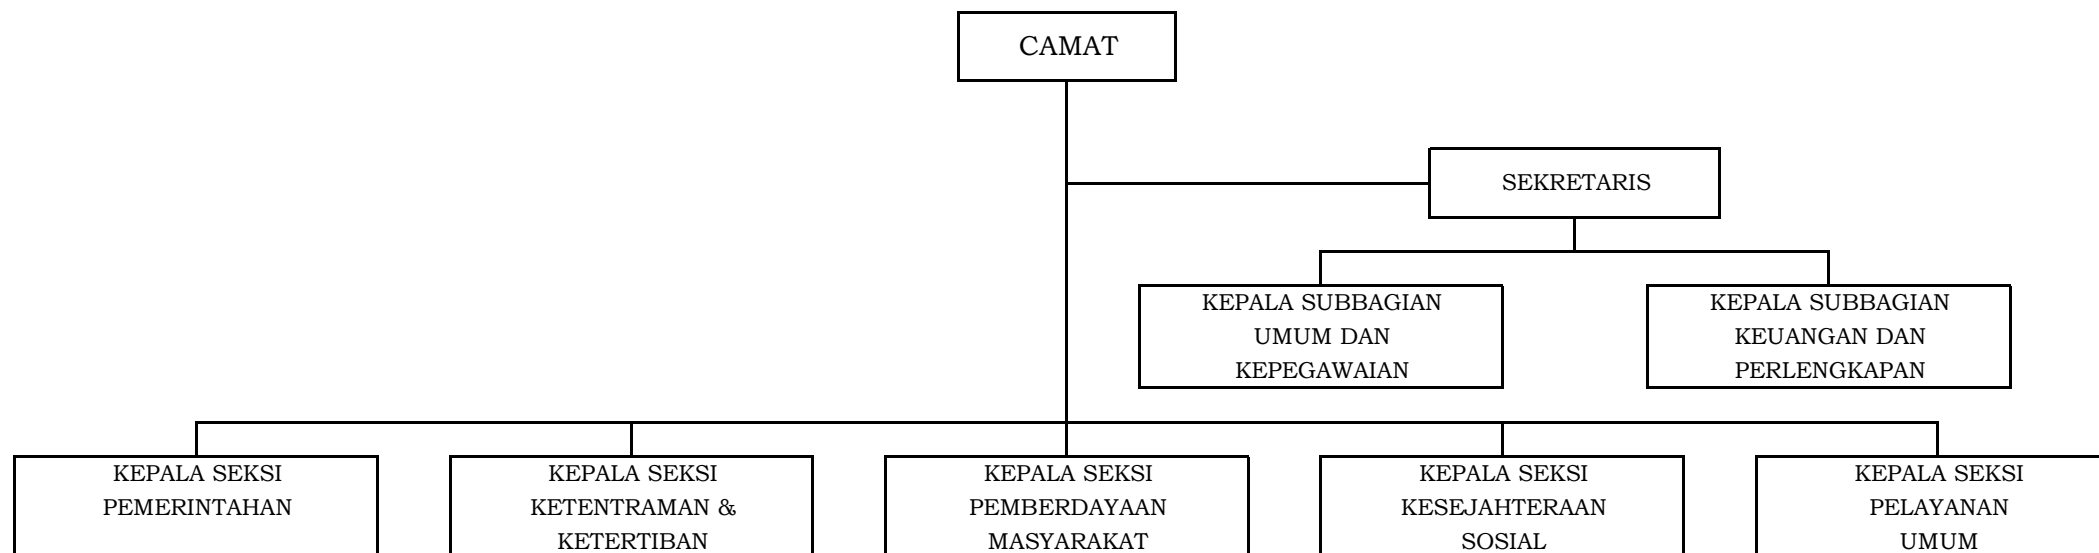 CAMAT
SEKRETARIS
KEPALA SUBBAGIAN
UMUM DAN
KEPEGAWAIAN
KEPALA SUBBAGIAN
KEUANGAN DAN
PERLENGKAPAN
KEPALA SEKSI
PEMERINTAHAN
KEPALA SEKSI
KETENTRAMAN &
KETERTIBAN
KEPALA SEKSI
PEMBERDAYAAN
MASYARAKAT
KEPALA SEKSI
KESEJAHTERAAN
SOSIAL
KEPALA SEKSI
PELAYANAN
UMUM